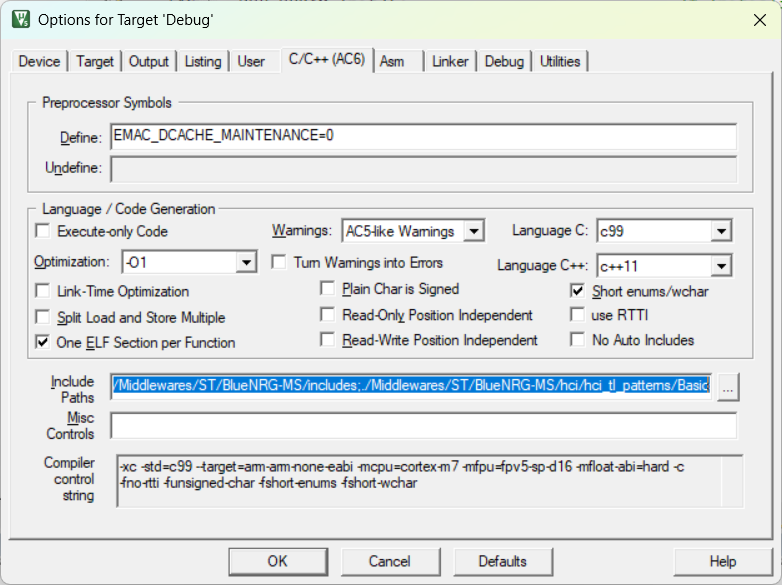 Options for Target 'Debug'
Device Target Output Listing User C/C++ (AC6) Asm Linker Debug Utilities
Preprocessor Symbols
Define: EMAC_DCACHE_MAINTENANCE=0
Undefine:
Language / Code Generation
Execute-only Code Warnings: AC5-like Warnings Language C: c99
Optimization: -O1 Turn Warnings into Errors Language C++: c++11
Link-Time Optimization Plain Char is Signed Short enums/wchar
Split Load and Store Multiple Read-Only Position Independent use RTTI
One ELF Section per Function Read-Write Position Independent No Auto Includes
Include
Paths
/Middlewares/ST/BlueNRG-MS/includes;./Middlewares/ST/BlueNRG-MS/hci/hci_tl_patterns/Basic ...
Misc
Controls
Compiler
control
string
-xc -std=c99 --target=arm-arm-none-eabi -mcpu=cortex-m7 -mfpu=fpv5-sp-d16 -mfloat-abi=hard -c
-fno-rtti -funsigned-char -fshort-enums -fshort-wchar
OK Cancel Defaults Help